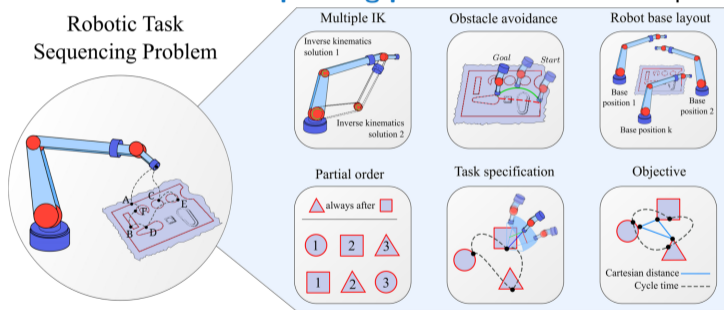 Robotic Task
Sequencing Problem
A
B
C
D
E
F
Multiple IK
Inverse kinematics
solution 1
Inverse kinematics
solution 2
Obstacle avoidance
Goal
Start
Robot base layout
Base
position 1
Base
position 2
Base position k
Partial order
always after
1
2
3
1
2
3
Task specification
Objective
Cartesian distance
Cycle time